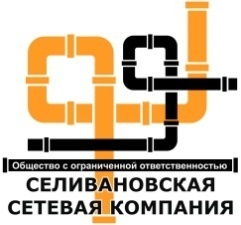 Общество с ограниченной ответственностью
СЕЛИВАНОВСКАЯ
СЕТЕВАЯ КОМПАНИЯ